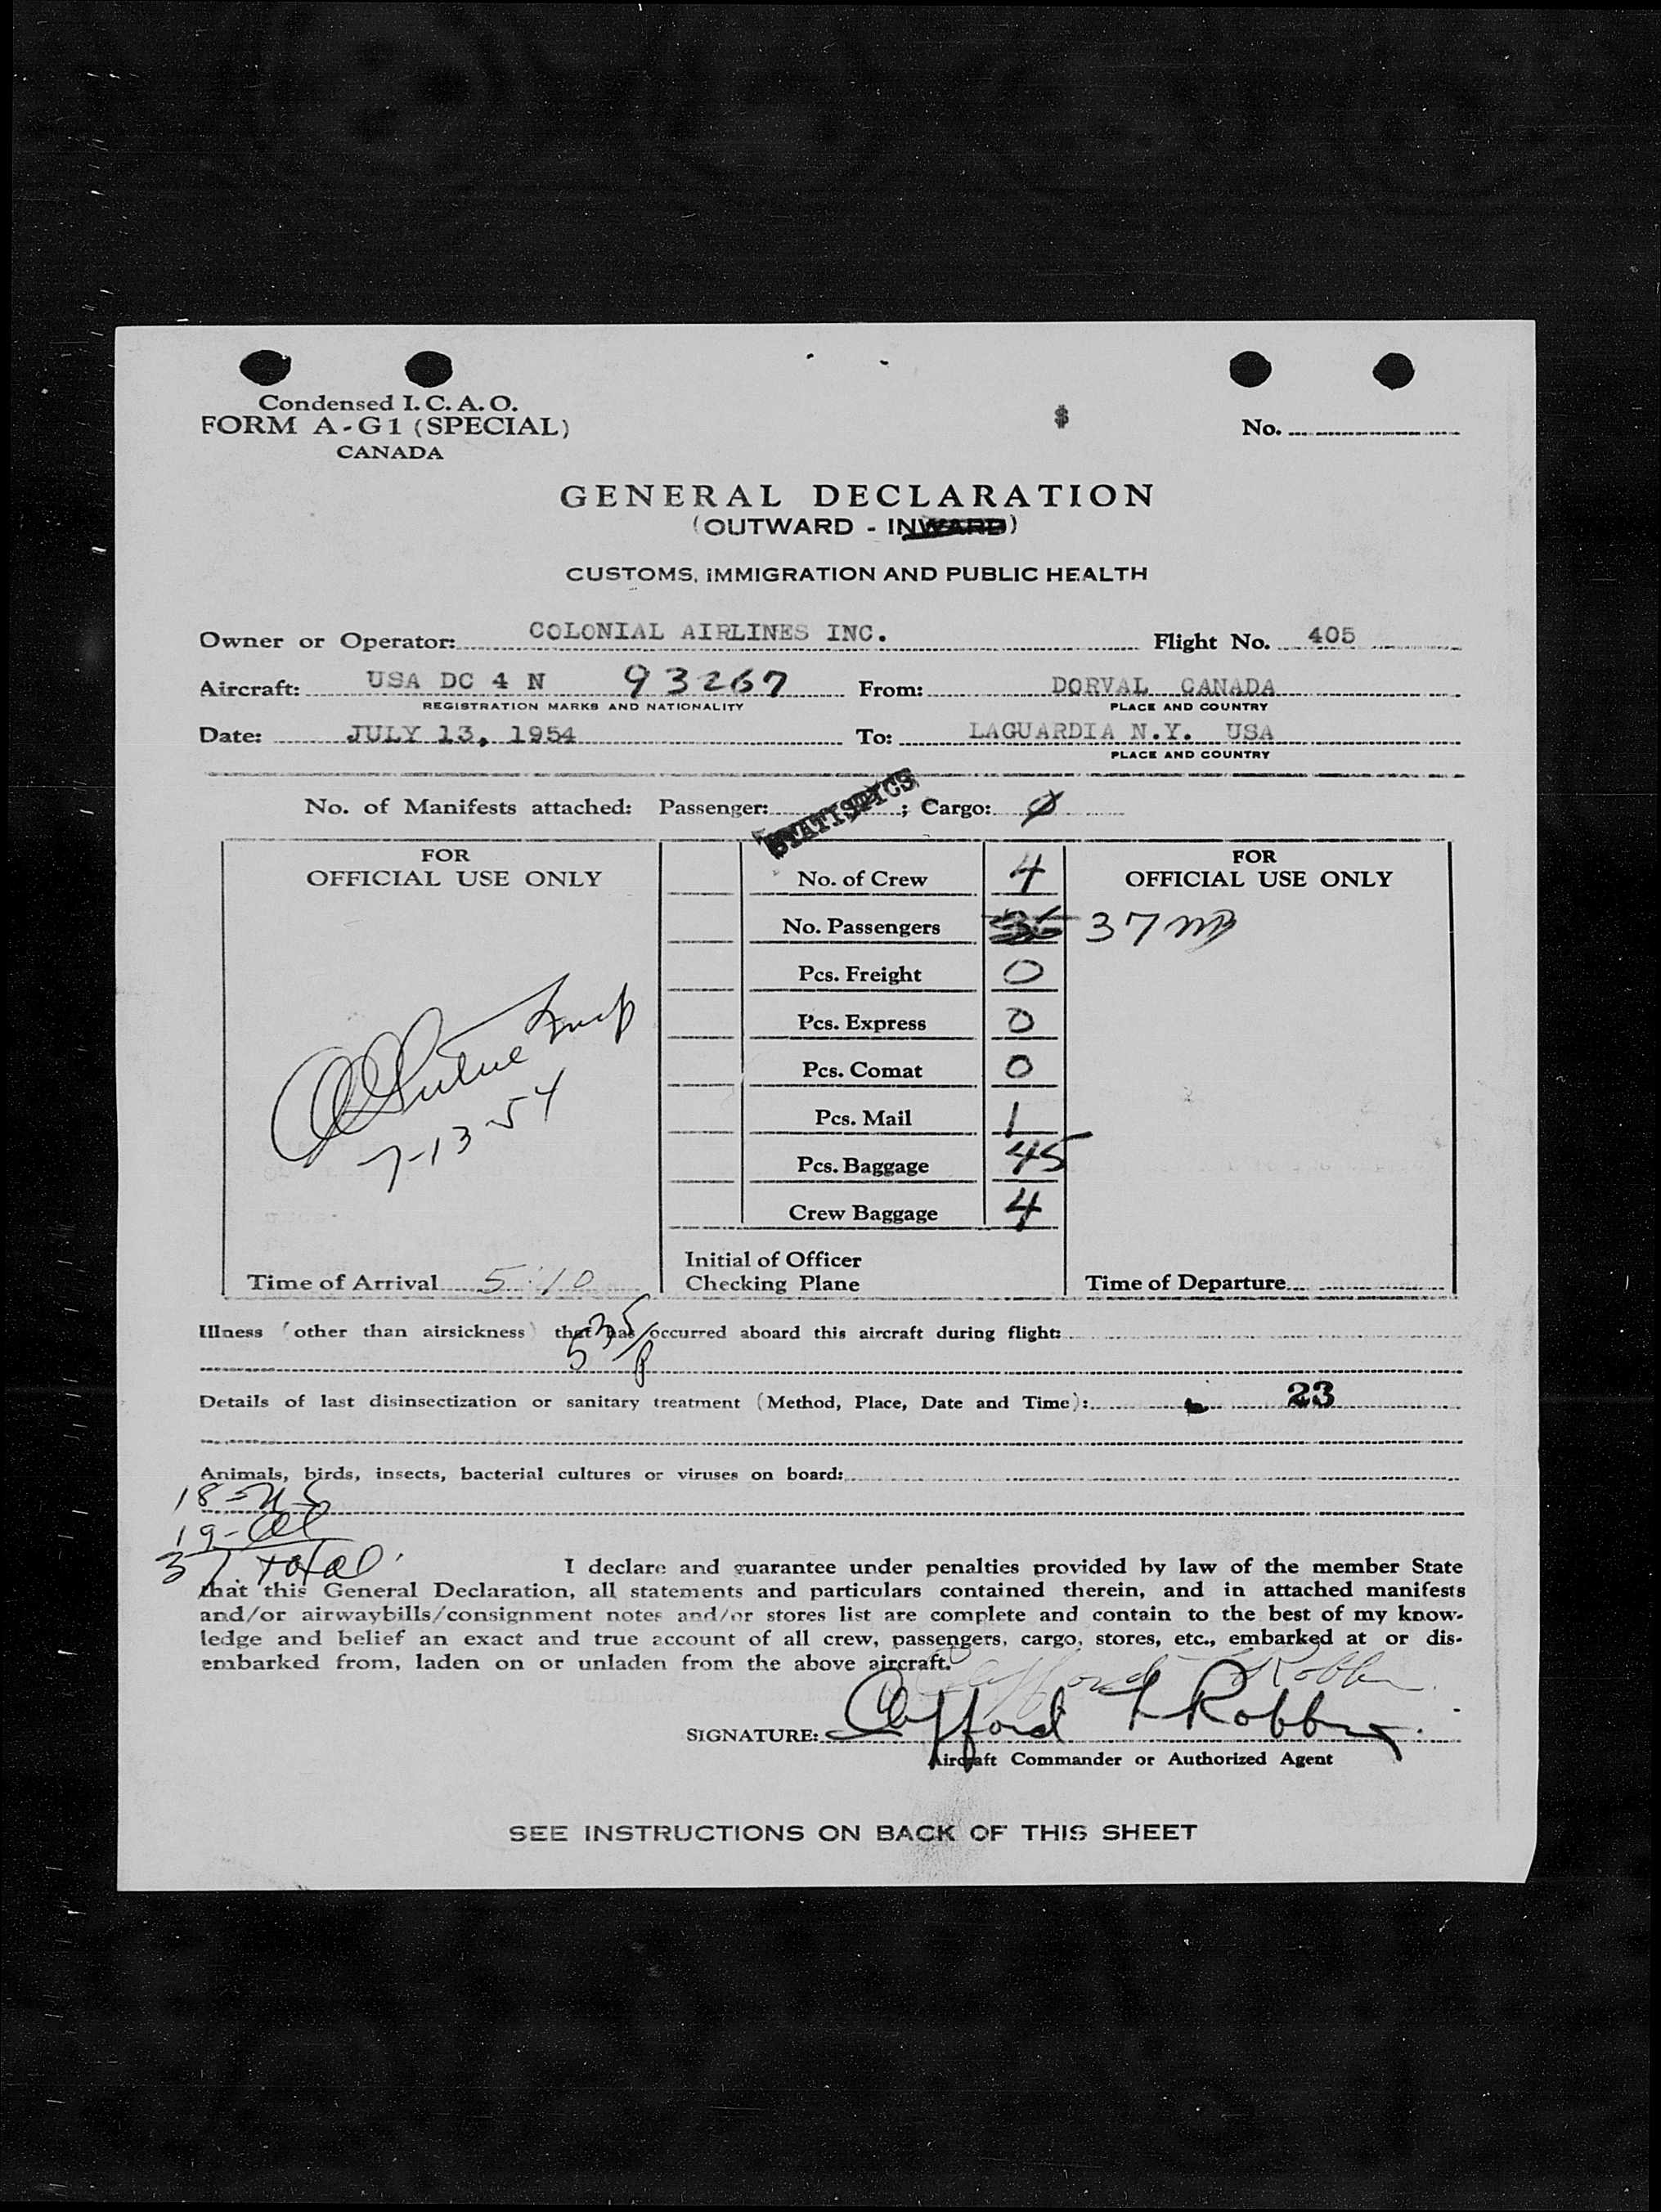 Condensed I. C. A. O.
FORM A-G1 (SPECIAL)
CANADA
$
No.
GENERAL DECLARATION
(OUTWARD - INWARD)
CUSTOMS, IMMIGRATION AND PUBLIC HEALTH
Owner or Operator: COLONIAL AIRLINES INC. Flight No. 405
Aircraft: USA DC 4 N 93267 From: DORVAL CANADA
REGISTRATION MARKS AND NATIONALITY PLACE AND COUNTRY
Date: JULY 13, 1954 To: LAGUARDIA N.Y. USA
PLACE AND COUNTRY
No. of Manifests attached: Passenger: ; Cargo: Ø
STATISTICS
FOR
OFFICIAL USE ONLY
7-13-54
Time of Arrival 5:10
No. of Crew 4
No. Passengers 36 37
Pcs. Freight 0
Pcs. Express 0
Pcs. Comat 0
Pcs. Mail 1
Pcs. Baggage 45
Crew Baggage 4
Initial of Officer
Checking Plane
FOR
OFFICIAL USE ONLY
Time of Departure
Illness (other than airsickness) that has occurred aboard this aircraft during flight:
535/P
Details of last disinsectization or sanitary treatment (Method, Place, Date and Time): 23
Animals, birds, insects, bacterial cultures or viruses on board:
18-US
19-al
37 total.
I declare and guarantee under penalties provided by law of the member State
that this General Declaration, all statements and particulars contained therein, and in attached manifests
and/or airwaybills/consignment notes and/or stores list are complete and contain to the best of my know-
ledge and belief an exact and true account of all crew, passengers, cargo, stores, etc., embarked at or dis-
embarked from, laden on or unladen from the above aircraft.
SIGNATURE: Clifford
Aircraft Commander or Authorized Agent
SEE INSTRUCTIONS ON BACK OF THIS SHEET